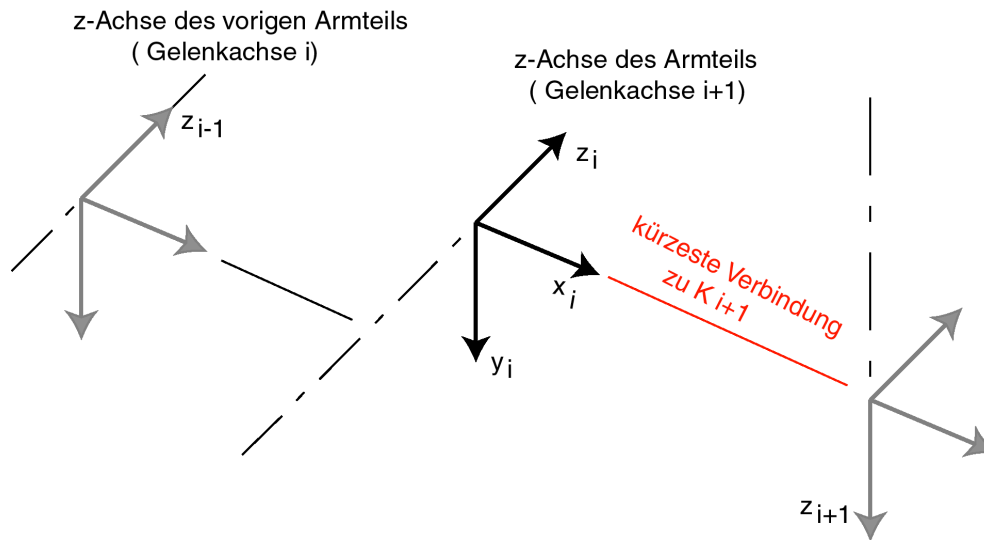 z-Achse des vorigen Armteils
( Gelenkachse i)
z-Achse des Armteils
( Gelenkachse i+1)
z i-1
z i
x i
y i
kürzeste Verbindung
zu K i+1
z i+1